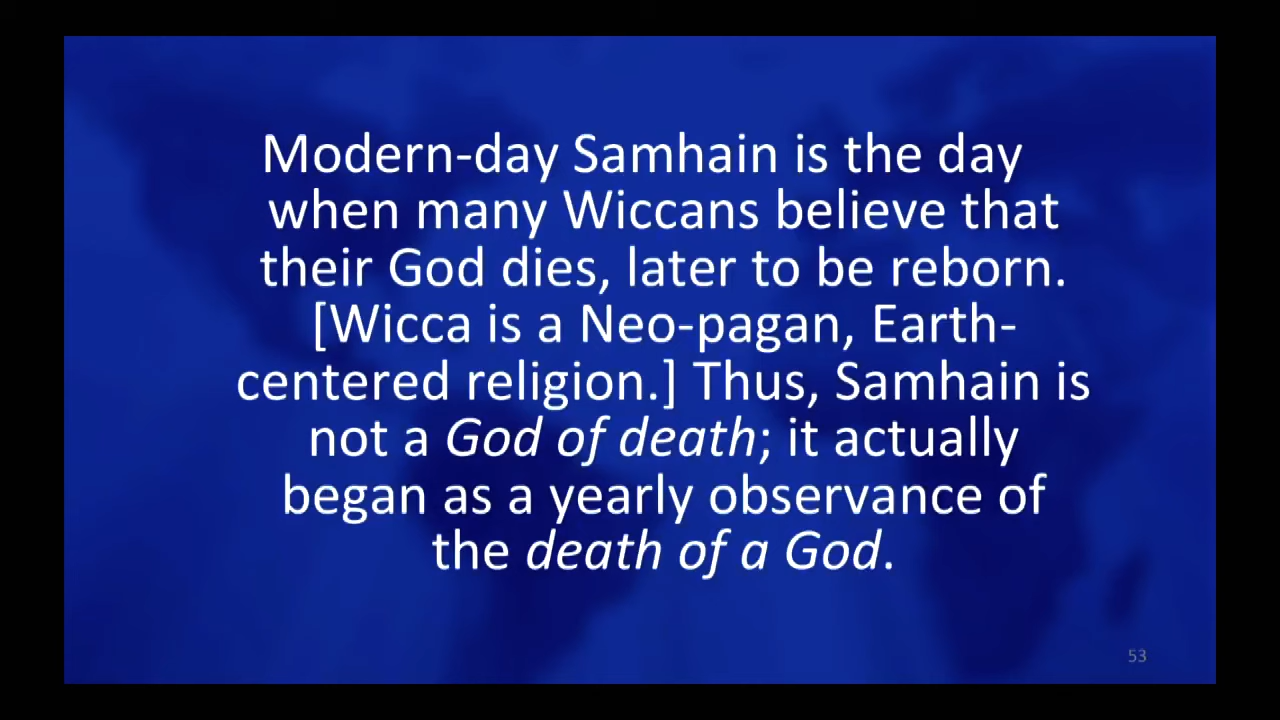 Modern-day Samhain is the day
when many Wiccans believe that
their God dies, later to be reborn.
[Wicca is a Neo-pagan, Earth-
centered religion.] Thus, Samhain is
not a God of death; it actually
began as a yearly observance of
the death of a God.
53